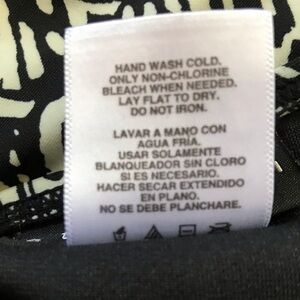 HAND WASH COLD.
ONLY NON-CHLORINE
BLEACH WHEN NEEDED.
LAY FLAT TO DRY.
DO NOT IRON.
LAVAR A MANO CON
AGUA FRÍA.
USAR SOLAMENTE
BLANQUEADOR SIN CLORO
SI ES NECESARIO.
HACER SECAR EXTENDIDO
EN PLANO.
NO SE DEBE PLANCHARE.